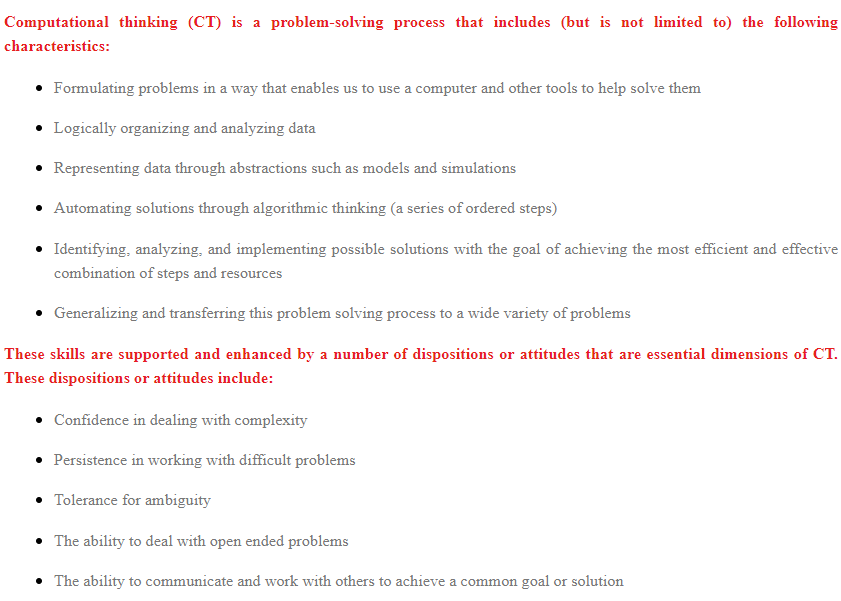 Computational thinking (CT) is a problem-solving process that includes (but is not limited to) the following
characteristics:
• Formulating problems in a way that enables us to use a computer and other tools to help solve them
• Logically organizing and analyzing data
• Representing data through abstractions such as models and simulations
• Automating solutions through algorithmic thinking (a series of ordered steps)
• Identifying, analyzing, and implementing possible solutions with the goal of achieving the most efficient and effective
combination of steps and resources
• Generalizing and transferring this problem solving process to a wide variety of problems
These skills are supported and enhanced by a number of dispositions or attitudes that are essential dimensions of CT.
These dispositions or attitudes include:
• Confidence in dealing with complexity
• Persistence in working with difficult problems
• Tolerance for ambiguity
• The ability to deal with open ended problems
• The ability to communicate and work with others to achieve a common goal or solution